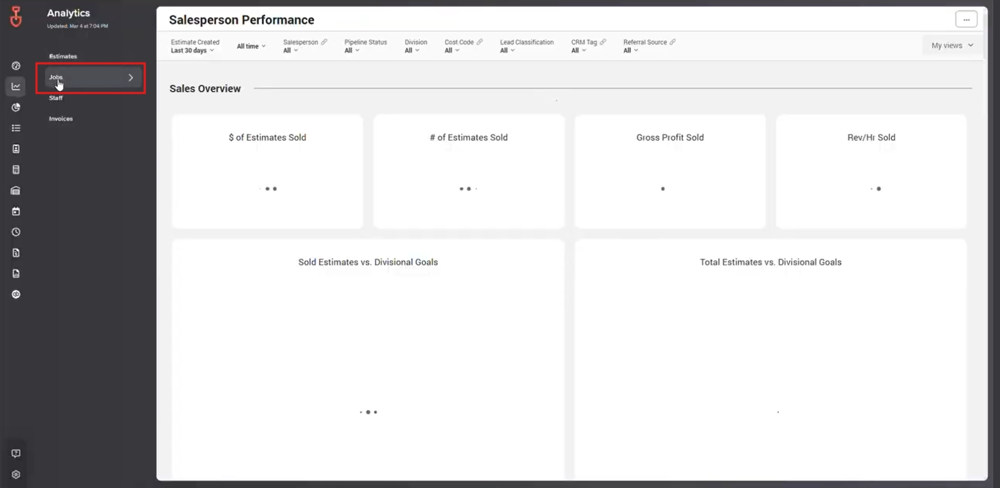 Analytics
Updated: Mar 4 at 7:04 PM
Estimates
Jobs
Staff
Invoices
Salesperson Performance
...
Estimate Created
Last 30 days
All time
Salesperson
All
Pipeline Status
All
Division
All
Cost Code
All
Lead Classification
All
CRM Tag
All
Referral Source
All
My views
Sales Overview
$ of Estimates Sold
# of Estimates Sold
Gross Profit Sold
Rev/Hr Sold
Sold Estimates vs. Divisional Goals
Total Estimates vs. Divisional Goals